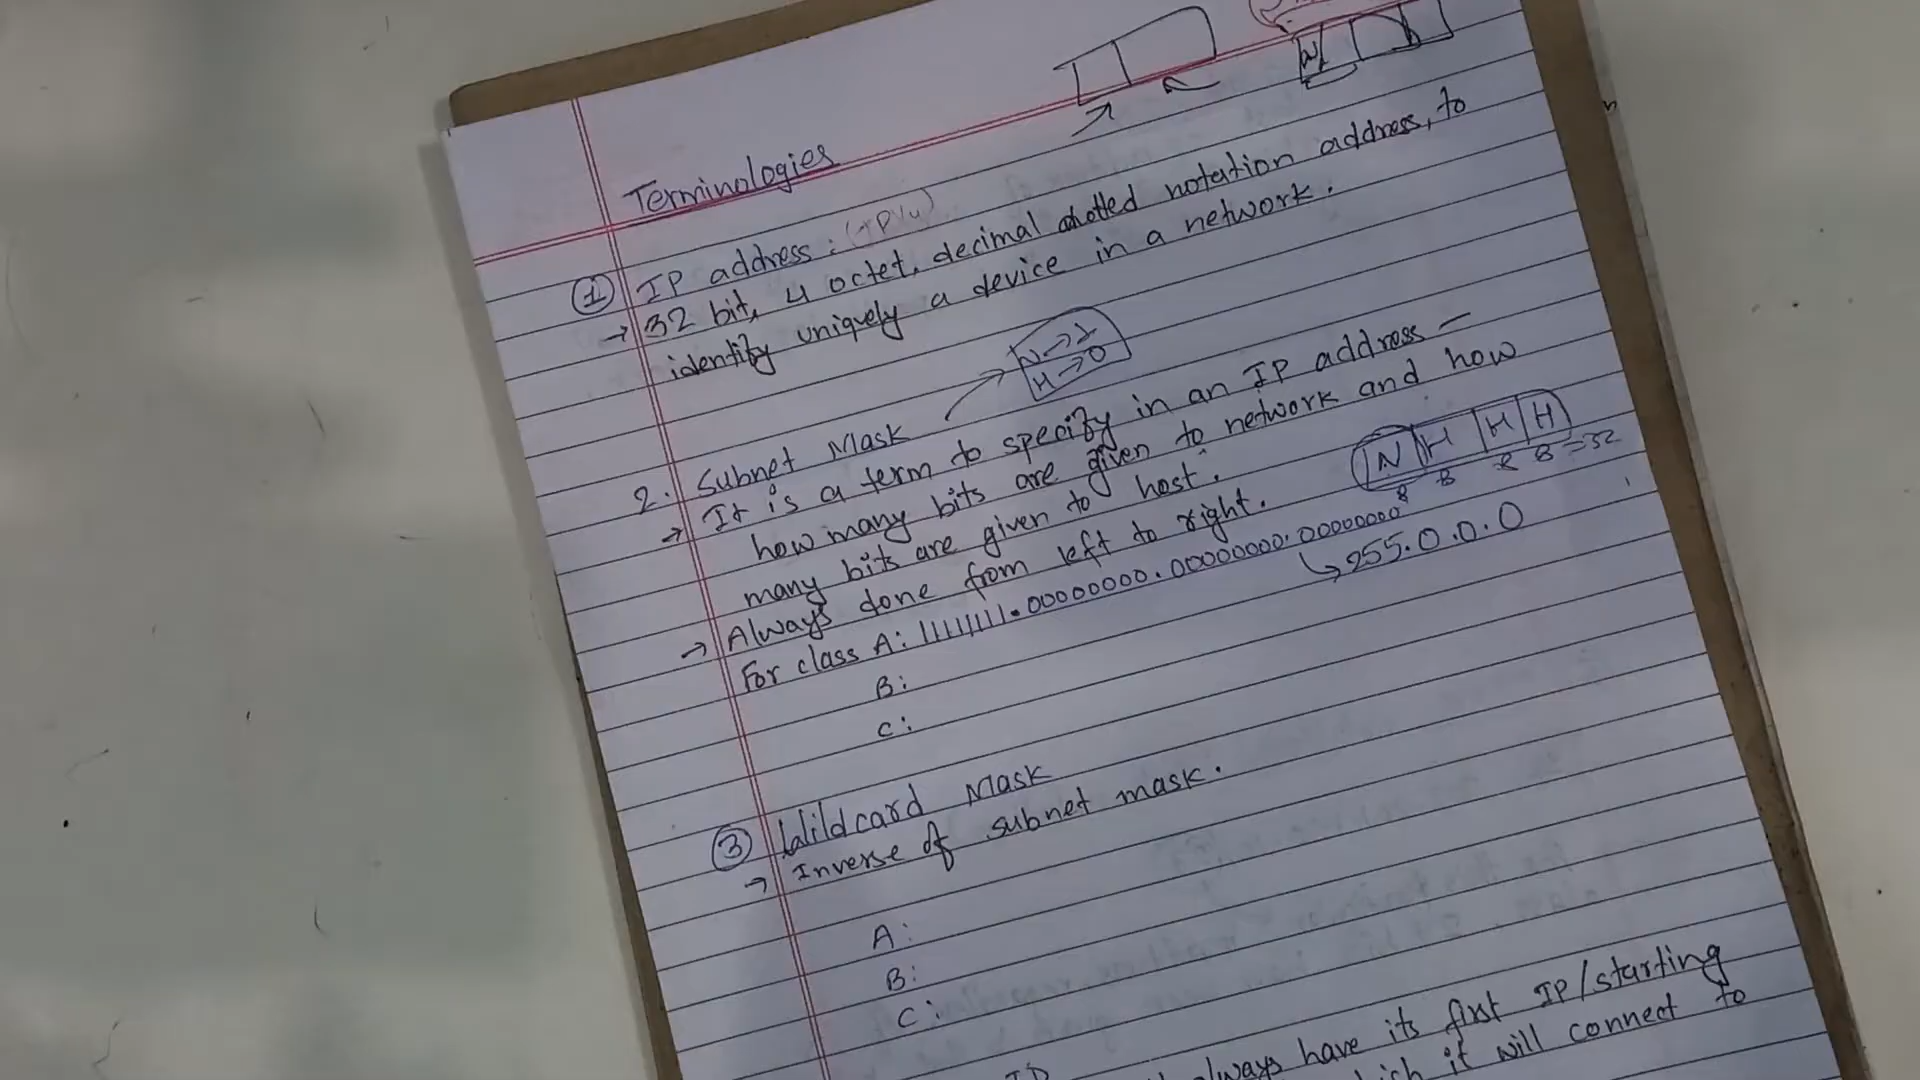 Terminologies
① IP address: (IPv4)
→ 32 bit, 4 octet, decimal dotted notation address, to
identify uniquely a device in a network.
N → 1
H → 0
2. Subnet Mask
→ It is a term to specify in an IP address –
how many bits are given to network and how
many bits are given to host.
N H H H
8 8 8 8 = 32
→ Always done from left to right.
For class A: 11111111.00000000.00000000.00000000
↳ 255.0.0.0
B:
C:
③ Wildcard Mask
→ Inverse of subnet mask.
A:
B:
C:
ID
always have its first IP/starting
which it will connect to